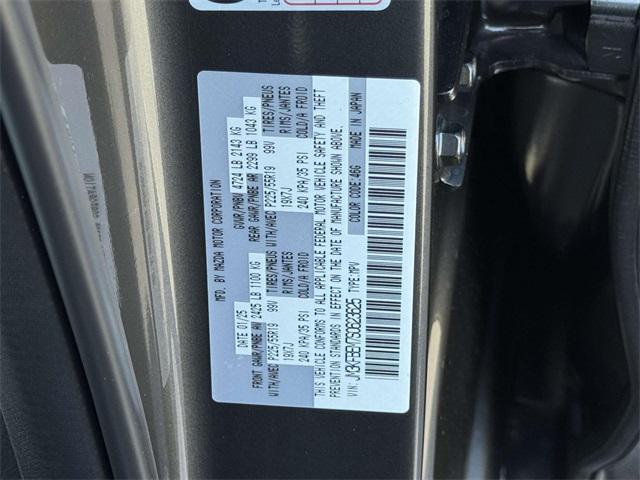 MFD. BY MAZDA MOTOR CORPORATION
DATE 01/25 GVWR/PNBV 4724 LB 2143 KG
FRONT GAWR/PNBE AV 2425 LB 1100 KG REAR GAWR/PNBE AR 2299 LB 1043 KG
WITH/AVEC P225/55R19 99V TIRES/PNEUS WITH/AVEC P225/55R19 99V TIRES/PNEUS
19X7J RIMS/JANTES 19X7J RIMS/JANTES
240 KPA/35 PSI COLD/A FROID 240 KPA/35 PSI COLD/A FROID
THIS VEHICLE CONFORMS TO ALL APPLICABLE FEDERAL MOTOR VEHICLE SAFETY AND THEFT
PREVENTION STANDARDS IN EFFECT ON THE DATE OF MANUFACTURE SHOWN ABOVE.
VIN: TYPE:MPV COLOR CODE:46G MADE IN JAPAN